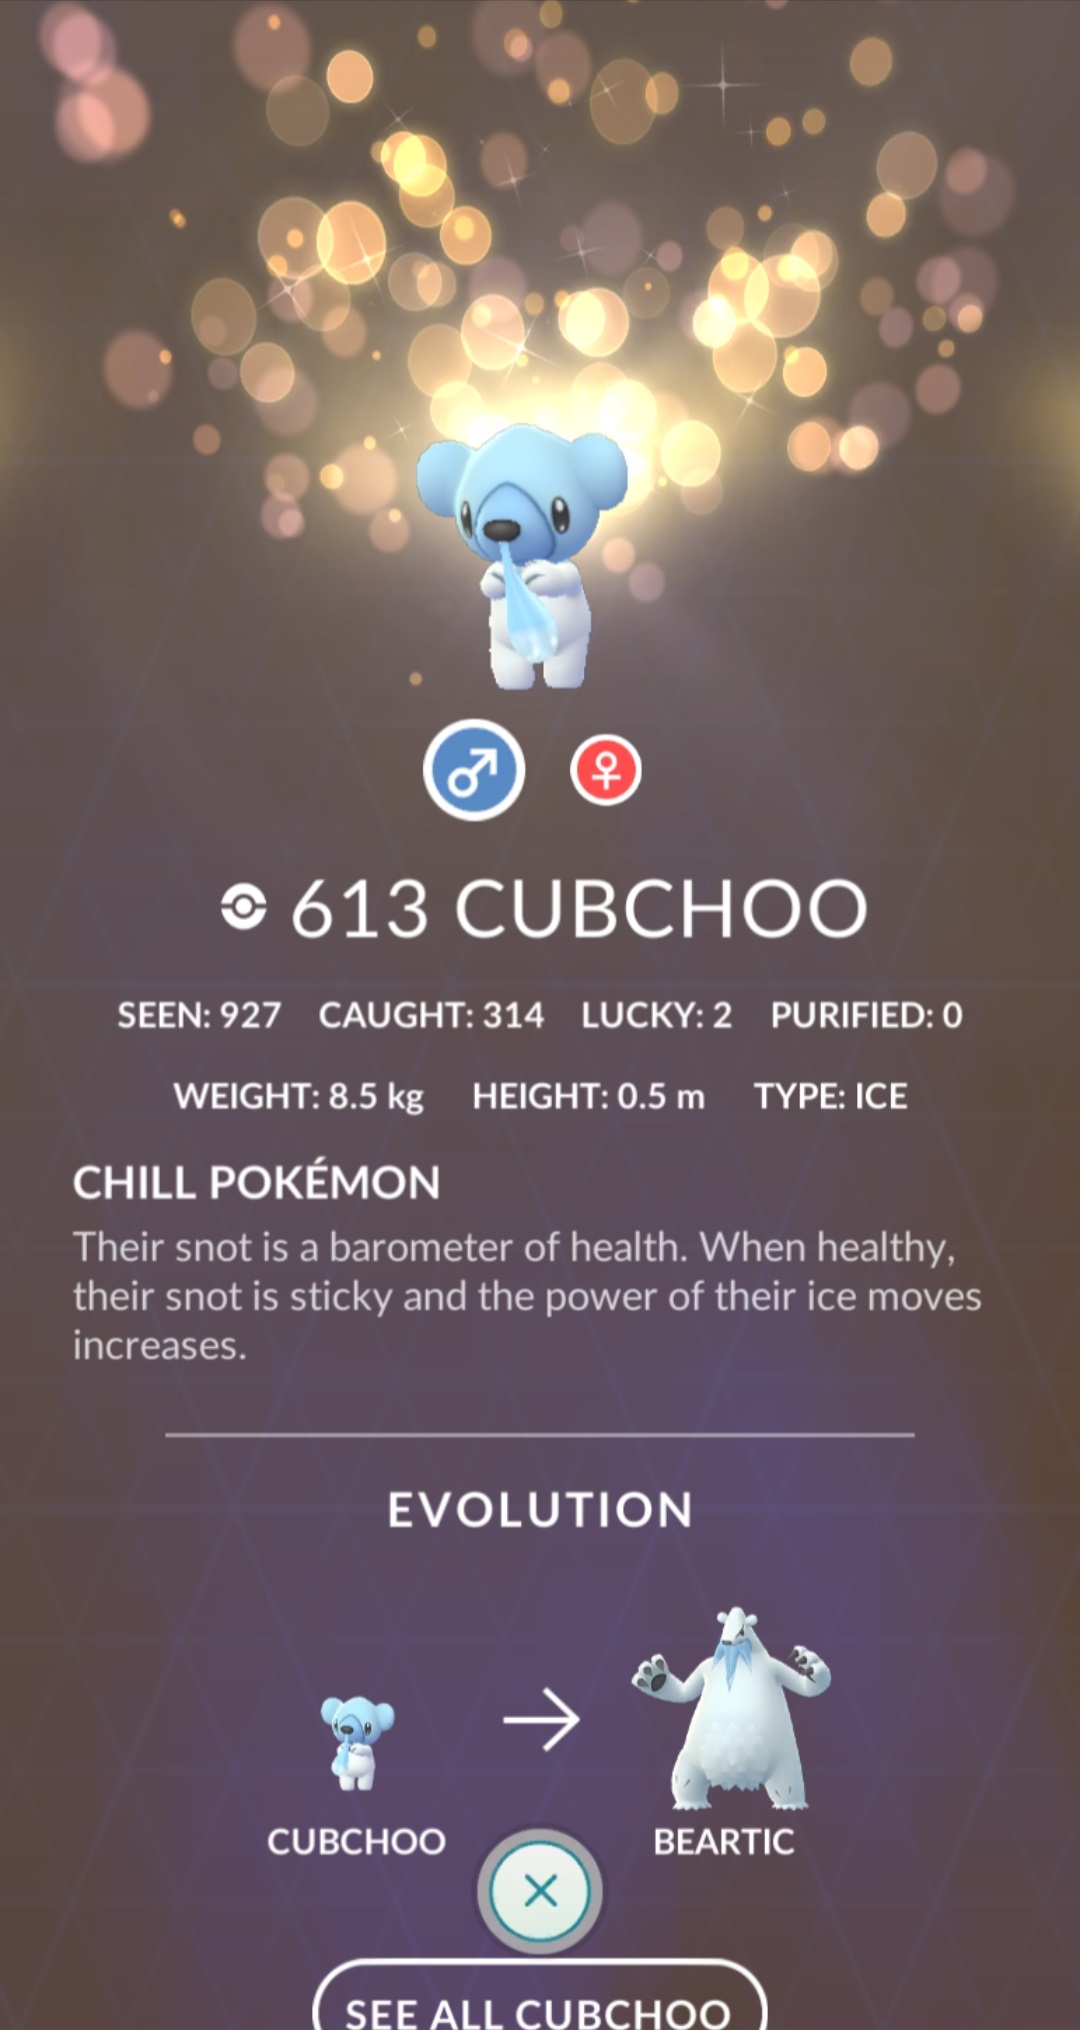 613 CUBCHOO
SEEN: 927 CAUGHT: 314 LUCKY: 2 PURIFIED: 0
WEIGHT: 8.5 kg HEIGHT: 0.5 m TYPE: ICE
CHILL POKÉMON
Their snot is a barometer of health. When healthy,
their snot is sticky and the power of their ice moves
increases.
EVOLUTION
CUBCHOO BEARTIC
SEE ALL CUBCHOO